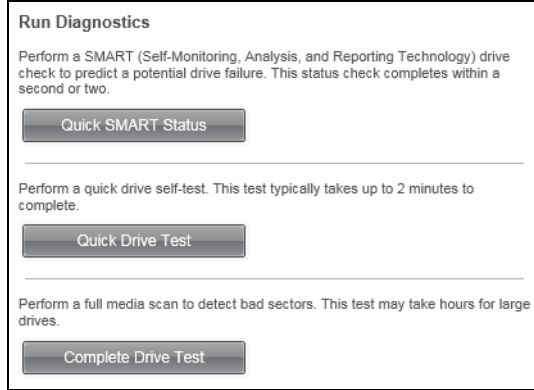 Run Diagnostics
Perform a SMART (Self-Monitoring, Analysis, and Reporting Technology) drive
check to predict a potential drive failure. This status check completes within a
second or two.
Quick SMART Status
Perform a quick drive self-test. This test typically takes up to 2 minutes to
complete.
Quick Drive Test
Perform a full media scan to detect bad sectors. This test may take hours for large
drives.
Complete Drive Test